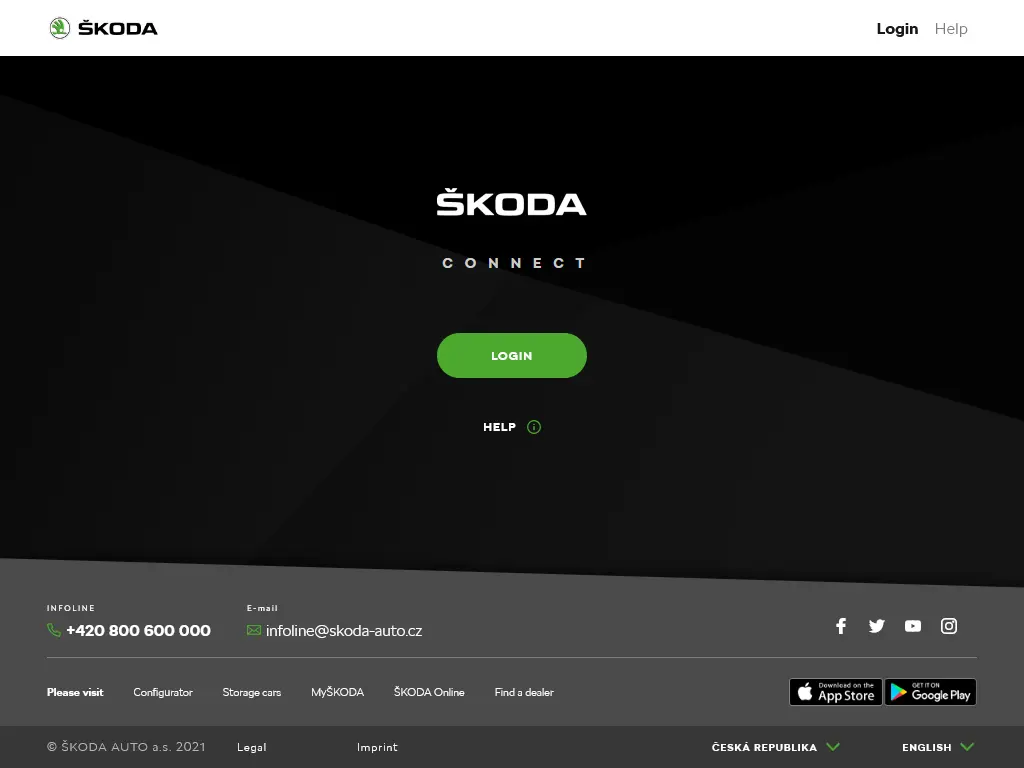 ŠKODA
Login Help
ŠKODA
CONNECT
LOGIN
HELP
INFOLINE
+420 800 600 000
E-mail
infoline@skoda-auto.cz
Please visit Configurator Storage cars MyŠKODA ŠKODA Online Find a dealer
Download on the
App Store
GET IT ON
Google Play
© ŠKODA AUTO a.s. 2021 Legal Imprint ČESKÁ REPUBLIKA ENGLISH